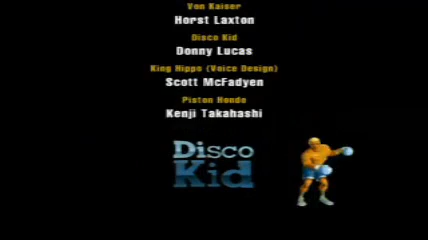 Von Kaiser
Horst Laxton
Disco Kid
Donny Lucas
King Hippo (Voice Design)
Scott McFadyen
Piston Hondo
Kenji Takahashi
Disco
Kid